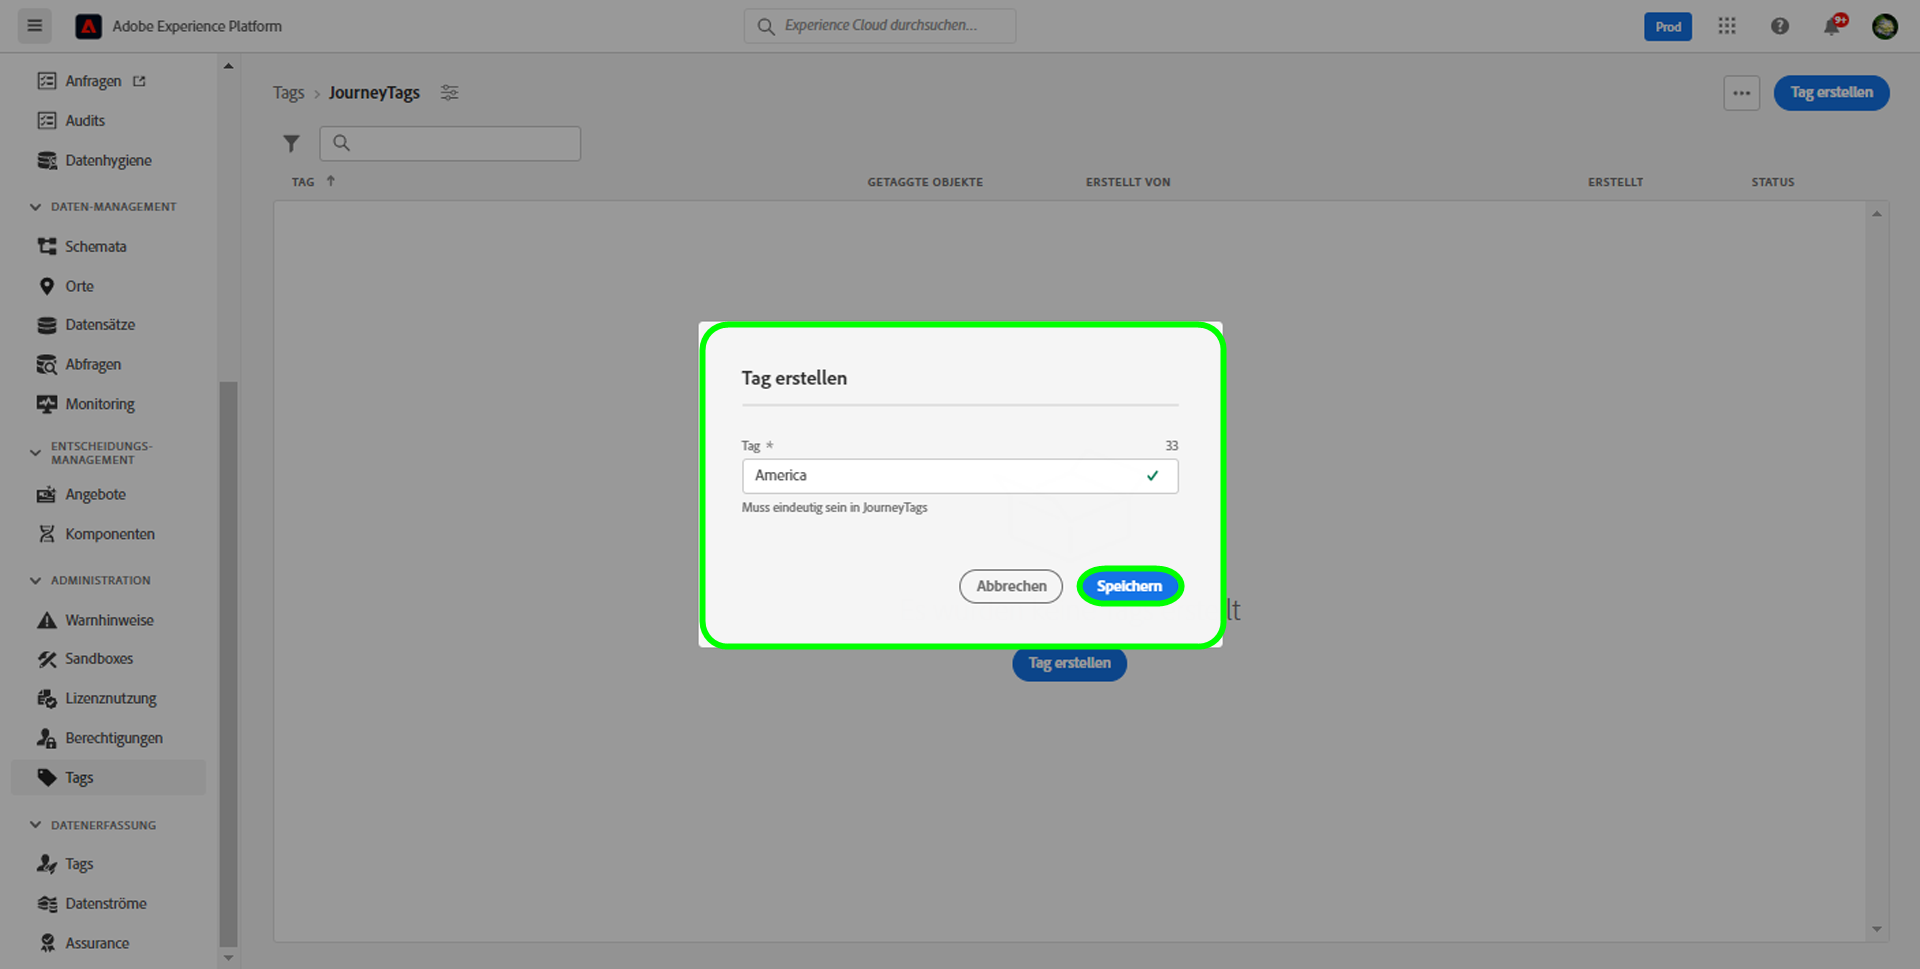 Adobe Experience Platform
Experience Cloud durchsuchen...
Prod
9+
Anfragen
Audits
Datenhygiene
DATEN-MANAGEMENT
Schemata
Orte
Datensätze
Abfragen
Monitoring
ENTSCHEIDUNGS-
MANAGEMENT
Angebote
Komponenten
ADMINISTRATION
Warnhinweise
Sandboxes
Lizenznutzung
Berechtigungen
Tags
DATENERFASSUNG
Tags
Datenströme
Assurance
Tags > JourneyTags
Tag erstellen
TAG GETAGGTE OBJEKTE ERSTELLT VON ERSTELLT STATUS
Tag erstellen
Tag * 33
America
Muss eindeutig sein in JourneyTags
Abbrechen Speichern
lt
Tag erstellen